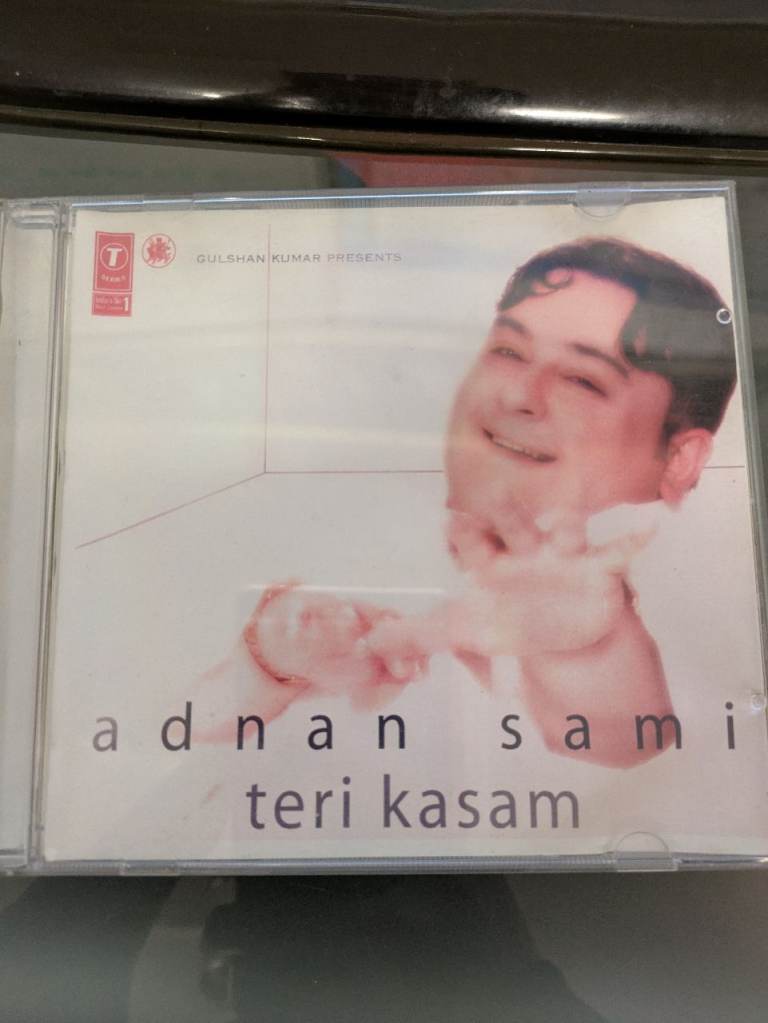 T
SERIES
GULSHAN KUMAR PRESENTS
adnan sami
teri kasam